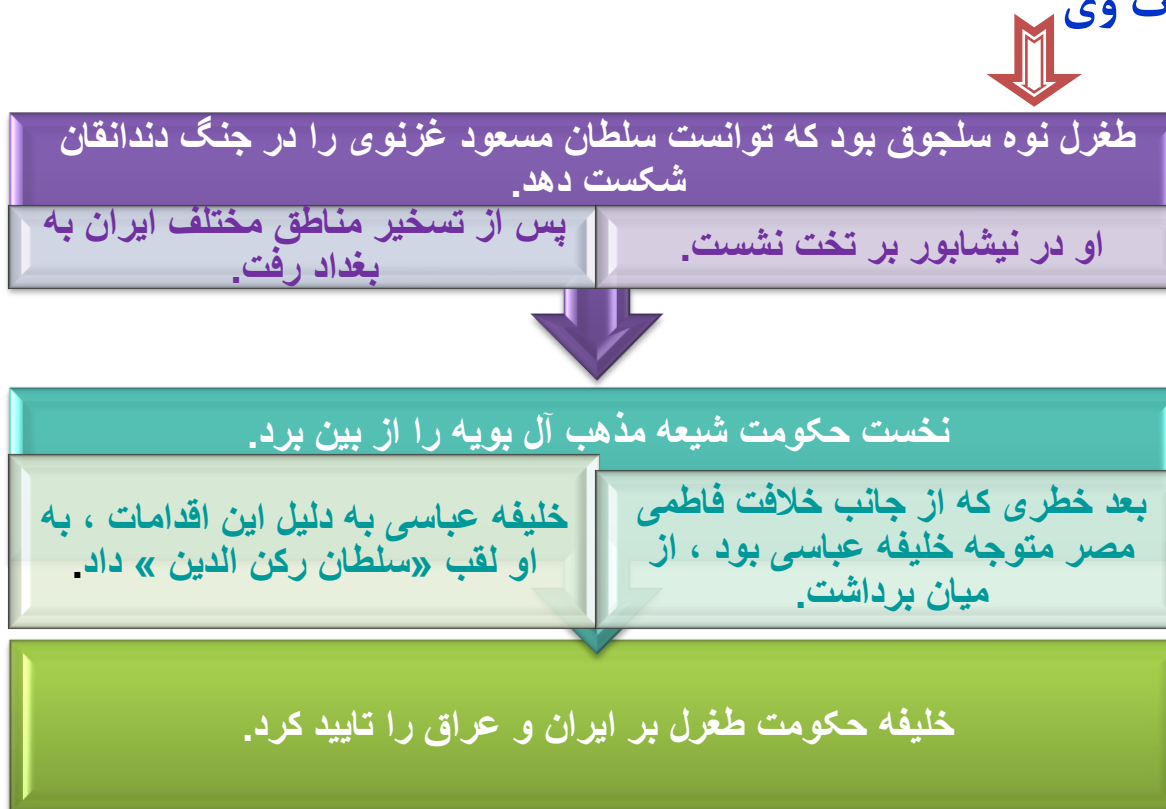 وی
طغرل نوه سلجوق بود که توانست سلطان مسعود غزنوی را در جنگ دندانقان
شکست دهد.
او در نیشابور بر تخت نشست.
پس از تسخیر مناطق مختلف ایران به
بغداد رفت.
نخست حکومت شیعه مذهب آل بویه را از بین برد.
بعد خطری که از جانب خلافت فاطمی
مصر متوجه خلیفه عباسی بود ، از
میان برداشت.
خلیفه عباسی به دلیل این اقدامات ، به
او لقب «سلطان رکن الدین » داد.
خلیفه حکومت طغرل بر ایران و عراق را تایید کرد.